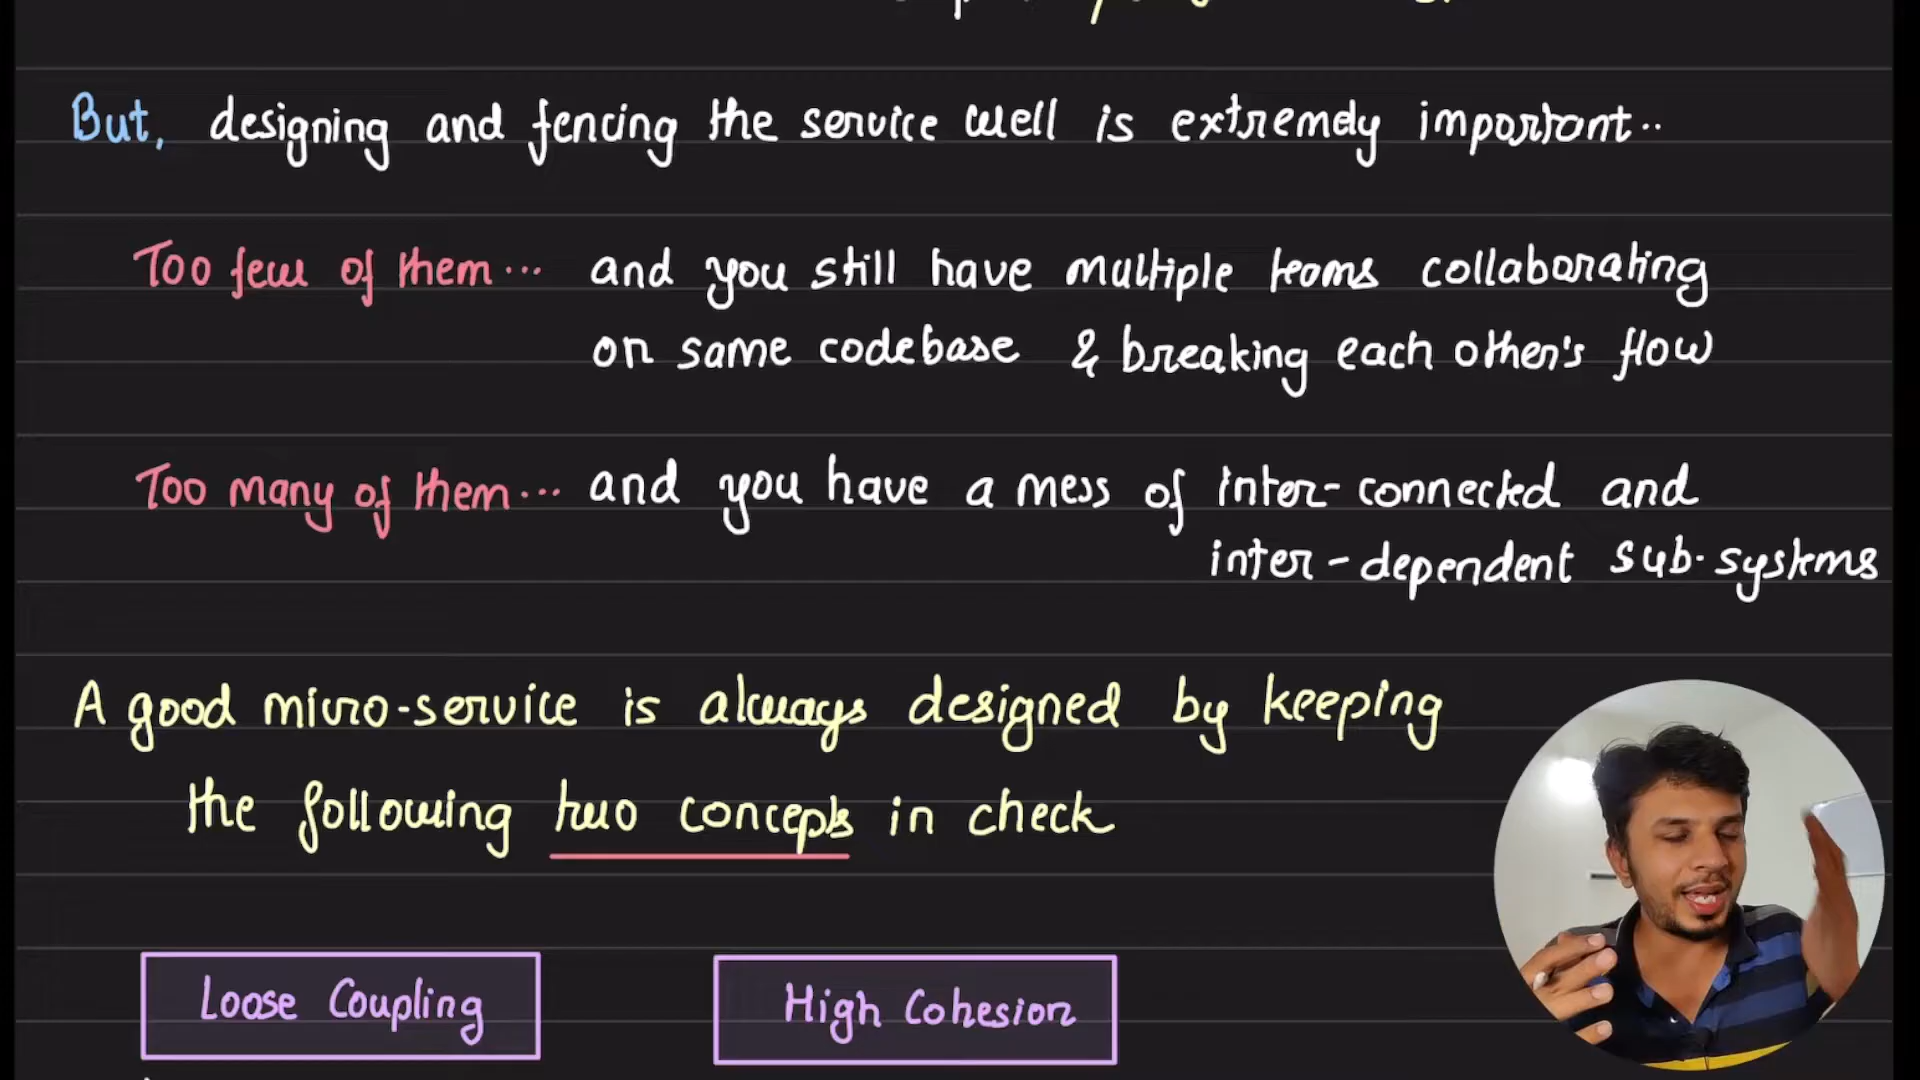 But, designing and fencing the service well is extremely important..
Too few of them... and you still have multiple teams collaborating
on same codebase & breaking each other's flow
Too many of them... and you have a mess of inter-connected and
inter-dependent sub-systems
A good micro-service is always designed by keeping
the following two concepts in check
Loose Coupling High Cohesion